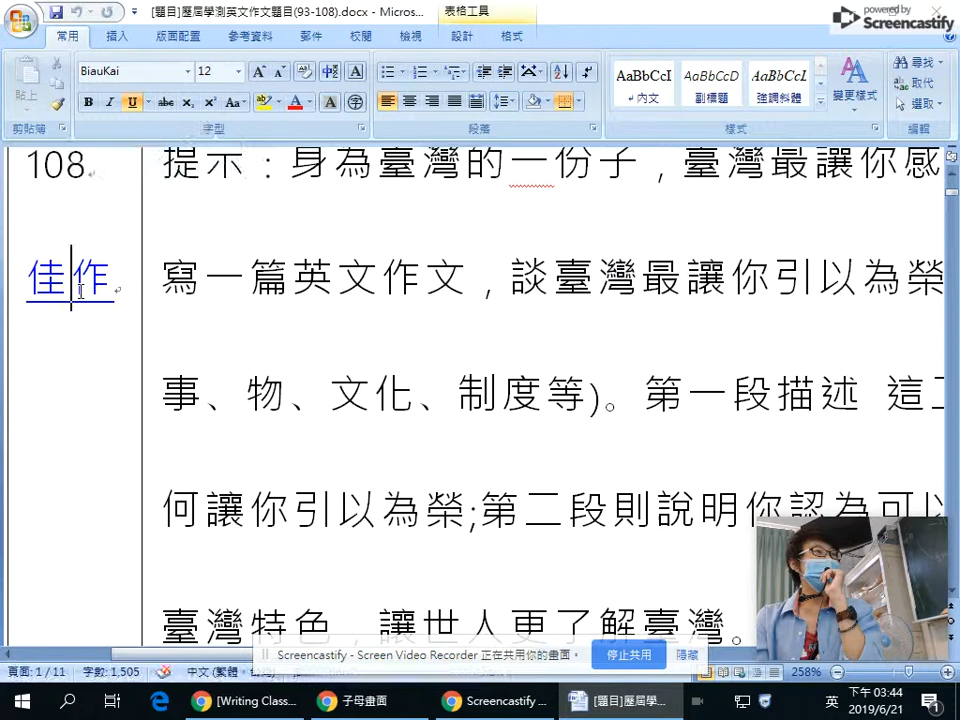 [題目]歷屆學測英文作文題目(93-108).docx - Micros...
表格工具
powered by
Screencastify
常用 插入 版面配置 參考資料 郵件 校閱 檢視 設計 格式
貼上
BiauKai 12
B I U abc X₂ X² Aa A
AaBbCcI AaBbCcD AaBbCcL
內文 副標題 強調斜體
變更樣式
尋找
取代
選取
剪貼簿 字型 段落 樣式 編輯
108 提示：身為臺灣的一份子，臺灣最讓你感
佳作 寫一篇英文作文，談臺灣最讓你引以為榮
事、物、文化、制度等)。第一段描述 這
何讓你引以為榮;第二段則說明你認為可以
臺灣特色，讓世人更了解臺灣。
Screencastify - Screen Video Recorder 正在共用你的畫面。 停止共用 隱藏
頁面: 1 / 11 字數: 1,505 中文 (繁體， 258%
[Writing Clas... 子母畫面 Screencastify ... [題目]歷屆學... 英 下午 03:44
2019/6/21 1